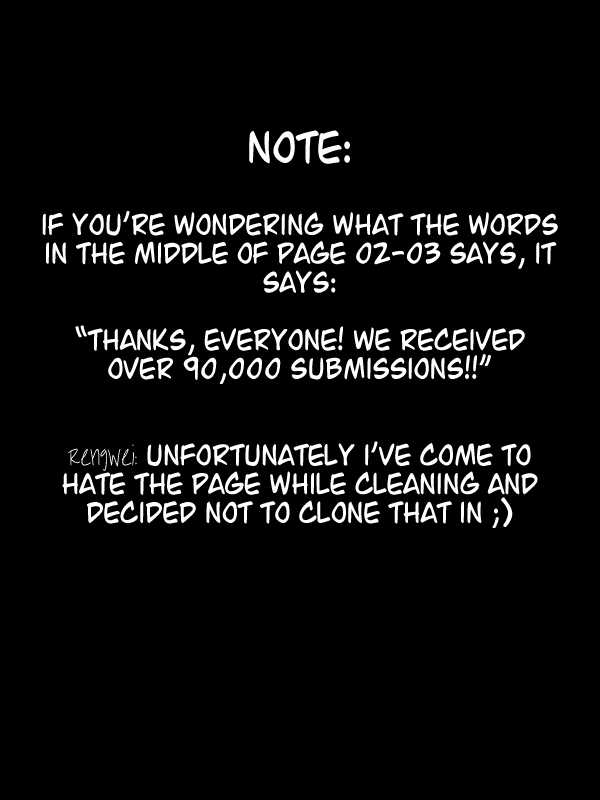 NOTE:
IF YOU'RE WONDERING WHAT THE WORDS
IN THE MIDDLE OF PAGE 02-03 SAYS, IT
SAYS:
"THANKS, EVERYONE! WE RECEIVED
OVER 90,000 SUBMISSIONS!!"
Rengwei: UNFORTUNATELY I'VE COME TO
HATE THE PAGE WHILE CLEANING AND
DECIDED NOT TO CLONE THAT IN ;)